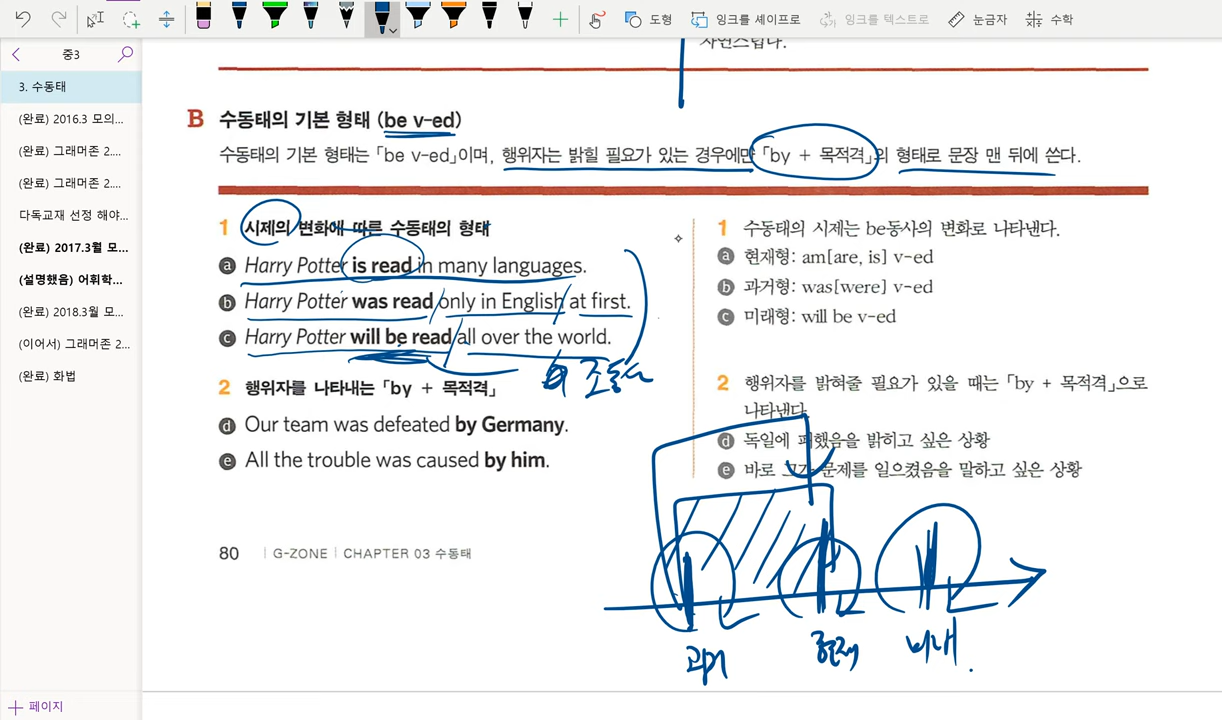 도형
잉크를 셰이프로
잉크를 텍스트로
눈금자
수학
중3
3. 수동태
(완료) 2016.3 모의...
(완료) 그래머존 2....
(완료) 그래머존 2....
다독교재 선정 해야...
(완료) 2017.3월 모...
(설명했음) 어휘학...
(완료) 2018.3월 모...
(이어서) 그래머존 2...
(완료) 화법
페이지
자연스럽다.
B 수동태의 기본 형태 (be v-ed)
수동태의 기본 형태는 「be v-ed」이며, 행위자는 밝힐 필요가 있는 경우에만 「by + 목적격」의 형태로 문장 맨 뒤에 쓴다.
1 시제의 변화에 따른 수동태의 형태
a Harry Potter is read in many languages.
b Harry Potter was read only in English at first.
c Harry Potter will be read all over the world.
조동사
2 행위자를 나타내는 「by + 목적격」
d Our team was defeated by Germany.
e All the trouble was caused by him.
1 수동태의 시제는 be동사의 변화로 나타낸다.
a 현재형: am[are, is] v-ed
b 과거형: was[were] v-ed
c 미래형: will be v-ed
2 행위자를 밝혀줄 필요가 있을 때는 「by + 목적격」으로
나타낸다.
d 독일에 패했음을 밝히고 싶은 상황
e 바로 그가 문제를 일으켰음을 말하고 싶은 상황
과거 현재 미래.
80 G-ZONE CHAPTER 03 수동태